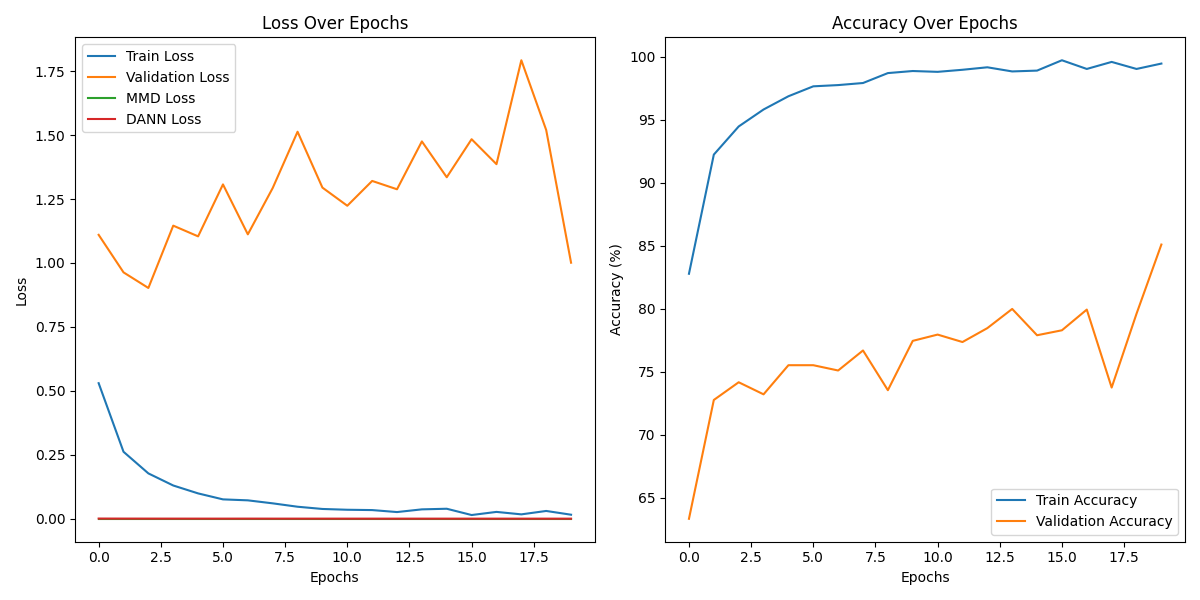 Loss Over Epochs
Train Loss
Validation Loss
MMD Loss
DANN Loss
1.75
1.50
1.25
1.00
0.75
0.50
0.25
0.00
Loss
0.0 2.5 5.0 7.5 10.0 12.5 15.0 17.5
Epochs
Accuracy Over Epochs
100
95
90
85
80
75
70
65
Accuracy (%)
Train Accuracy
Validation Accuracy
0.0 2.5 5.0 7.5 10.0 12.5 15.0 17.5
Epochs